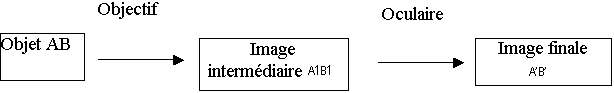 Objectif
Oculaire
Objet AB
Image
intermédiaire A1B1
Image finale
A'B'